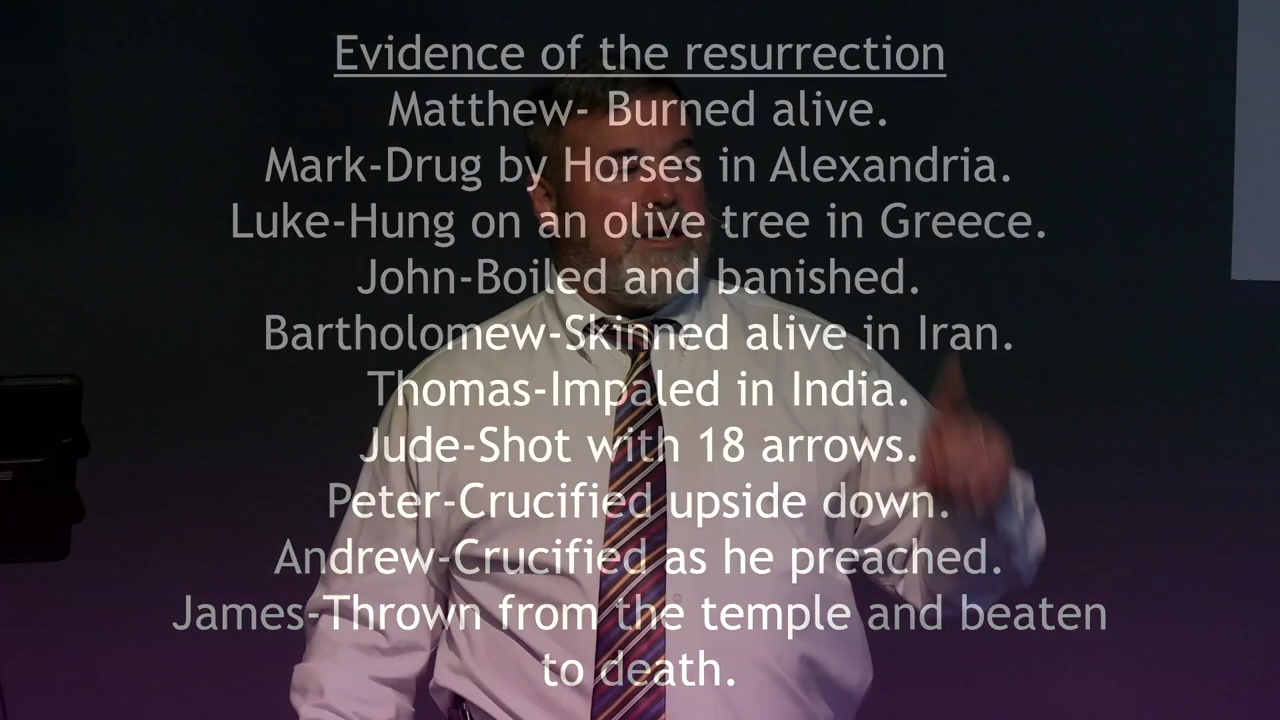 Evidence of the resurrection
Matthew- Burned alive.
Mark-Drug by Horses in Alexandria.
Luke-Hung on an olive tree in Greece.
John-Boiled and banished.
Bartholomew-Skinned alive in Iran.
Thomas-Impaled in India.
Jude-Shot with 18 arrows.
Peter-Crucified upside down.
Andrew-Crucified as he preached.
James-Thrown from the temple and beaten
to death.